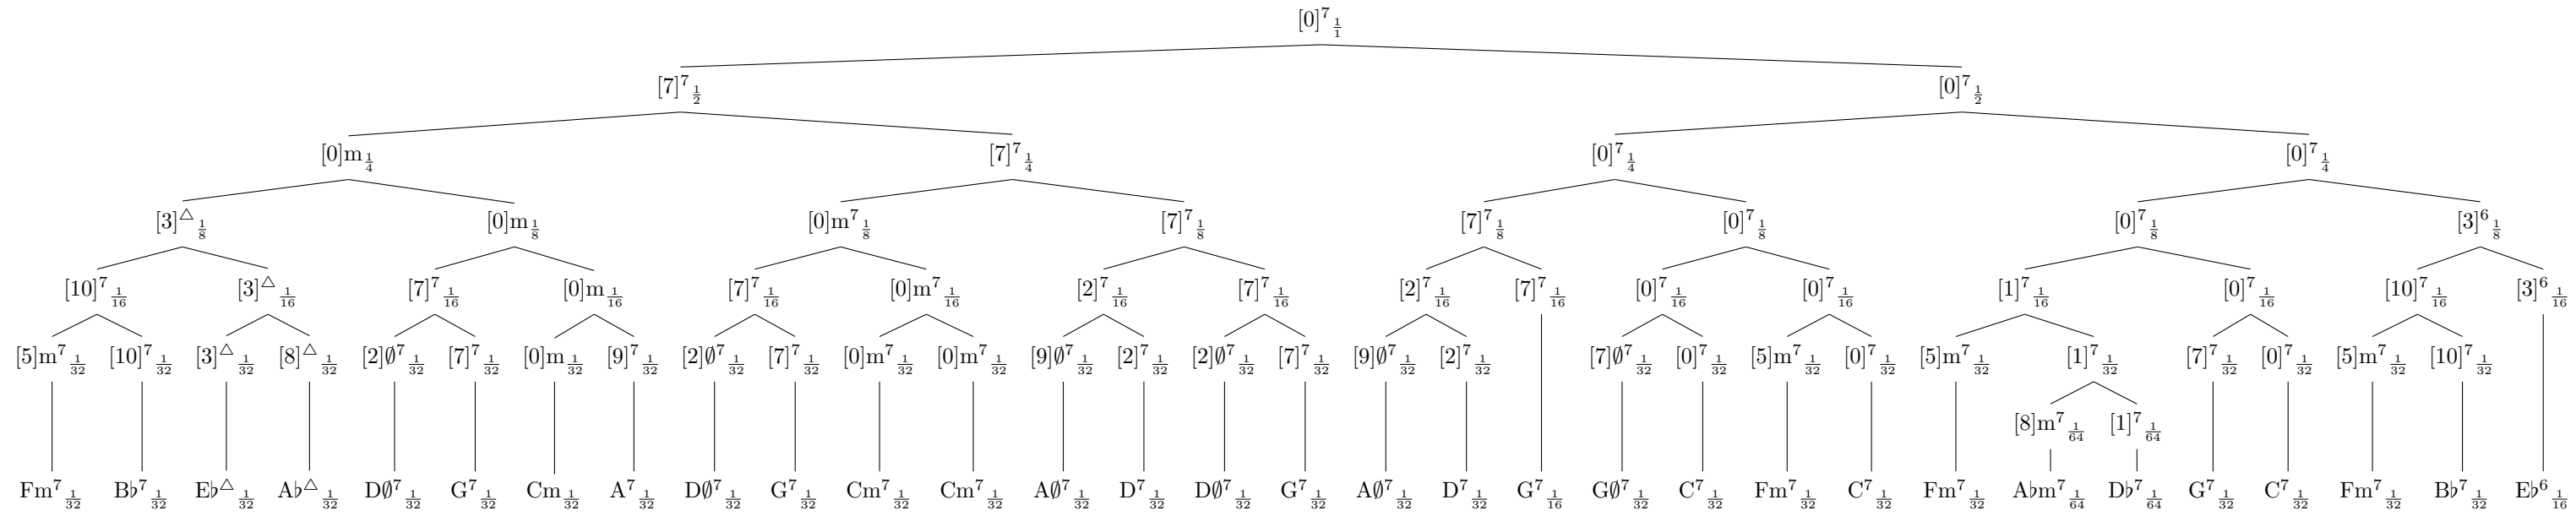 [0]⁷ 1/1
[7]⁷ 1/2 [0]⁷ 1/2
[0]m 1/4 [7]⁷ 1/4 [0]⁷ 1/4 [0]⁷ 1/4
[3]△ 1/8 [0]m 1/8 [0]m⁷ 1/8 [7]⁷ 1/8 [7]⁷ 1/8 [0]⁷ 1/8 [0]⁷ 1/8 [3]⁶ 1/8
[10]⁷ 1/16 [3]△ 1/16 [7]⁷ 1/16 [0]m 1/16 [7]⁷ 1/16 [0]m⁷ 1/16 [2]⁷ 1/16 [7]⁷ 1/16 [2]⁷ 1/16 [7]⁷ 1/16 [0]⁷ 1/16 [0]⁷ 1/16 [1]⁷ 1/16 [0]⁷ 1/16 [10]⁷ 1/16 [3]⁶ 1/16
[5]m⁷ 1/32 [10]⁷ 1/32 [3]△ 1/32 [8]△ 1/32 [2]∅⁷ 1/32 [7]⁷ 1/32 [0]m 1/32 [9]⁷ 1/32 [2]∅⁷ 1/32 [7]⁷ 1/32 [0]m⁷ 1/32 [0]m⁷ 1/32 [9]∅⁷ 1/32 [2]⁷ 1/32 [2]∅⁷ 1/32 [7]⁷ 1/32 [9]∅⁷ 1/32 [2]⁷ 1/32 [7]∅⁷ 1/32 [0]⁷ 1/32 [5]m⁷ 1/32 [0]⁷ 1/32 [5]m⁷ 1/32 [1]⁷ 1/32 [7]⁷ 1/32 [0]⁷ 1/32 [5]m⁷ 1/32 [10]⁷ 1/32
[8]m⁷ 1/64 [1]⁷ 1/64
Fm⁷ 1/32 B♭⁷ 1/32 E♭△ 1/32 A♭△ 1/32 D∅⁷ 1/32 G⁷ 1/32 Cm 1/32 A⁷ 1/32 D∅⁷ 1/32 G⁷ 1/32 Cm⁷ 1/32 Cm⁷ 1/32 A∅⁷ 1/32 D⁷ 1/32 D∅⁷ 1/32 G⁷ 1/32 A∅⁷ 1/32 D⁷ 1/32 G⁷ 1/16 G∅⁷ 1/32 C⁷ 1/32 Fm⁷ 1/32 C⁷ 1/32 Fm⁷ 1/32 A♭m⁷ 1/64 D♭⁷ 1/64 G⁷ 1/32 C⁷ 1/32 Fm⁷ 1/32 B♭⁷ 1/32 E♭⁶ 1/16